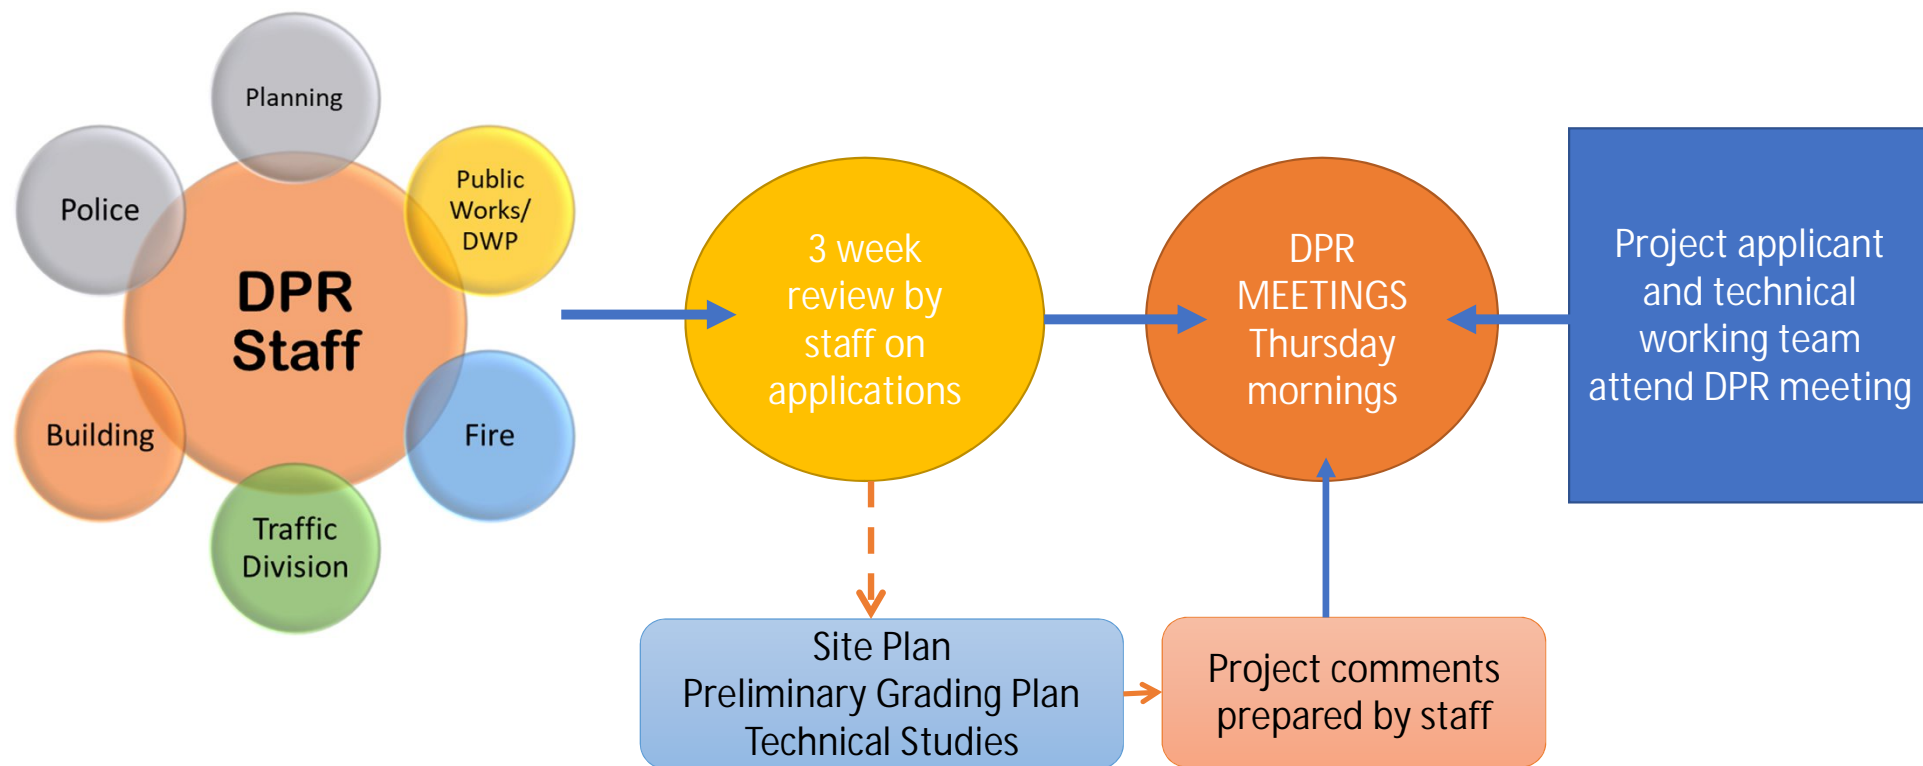 Planning
Police
Public
Works/
DWP
DPR
Staff
Building
Fire
Traffic
Division
3 week
review by
staff on
applications
DPR
MEETINGS
Thursday
mornings
Project applicant
and technical
working team
attend DPR meeting
Site Plan
Preliminary Grading Plan
Technical Studies
Project comments
prepared by staff